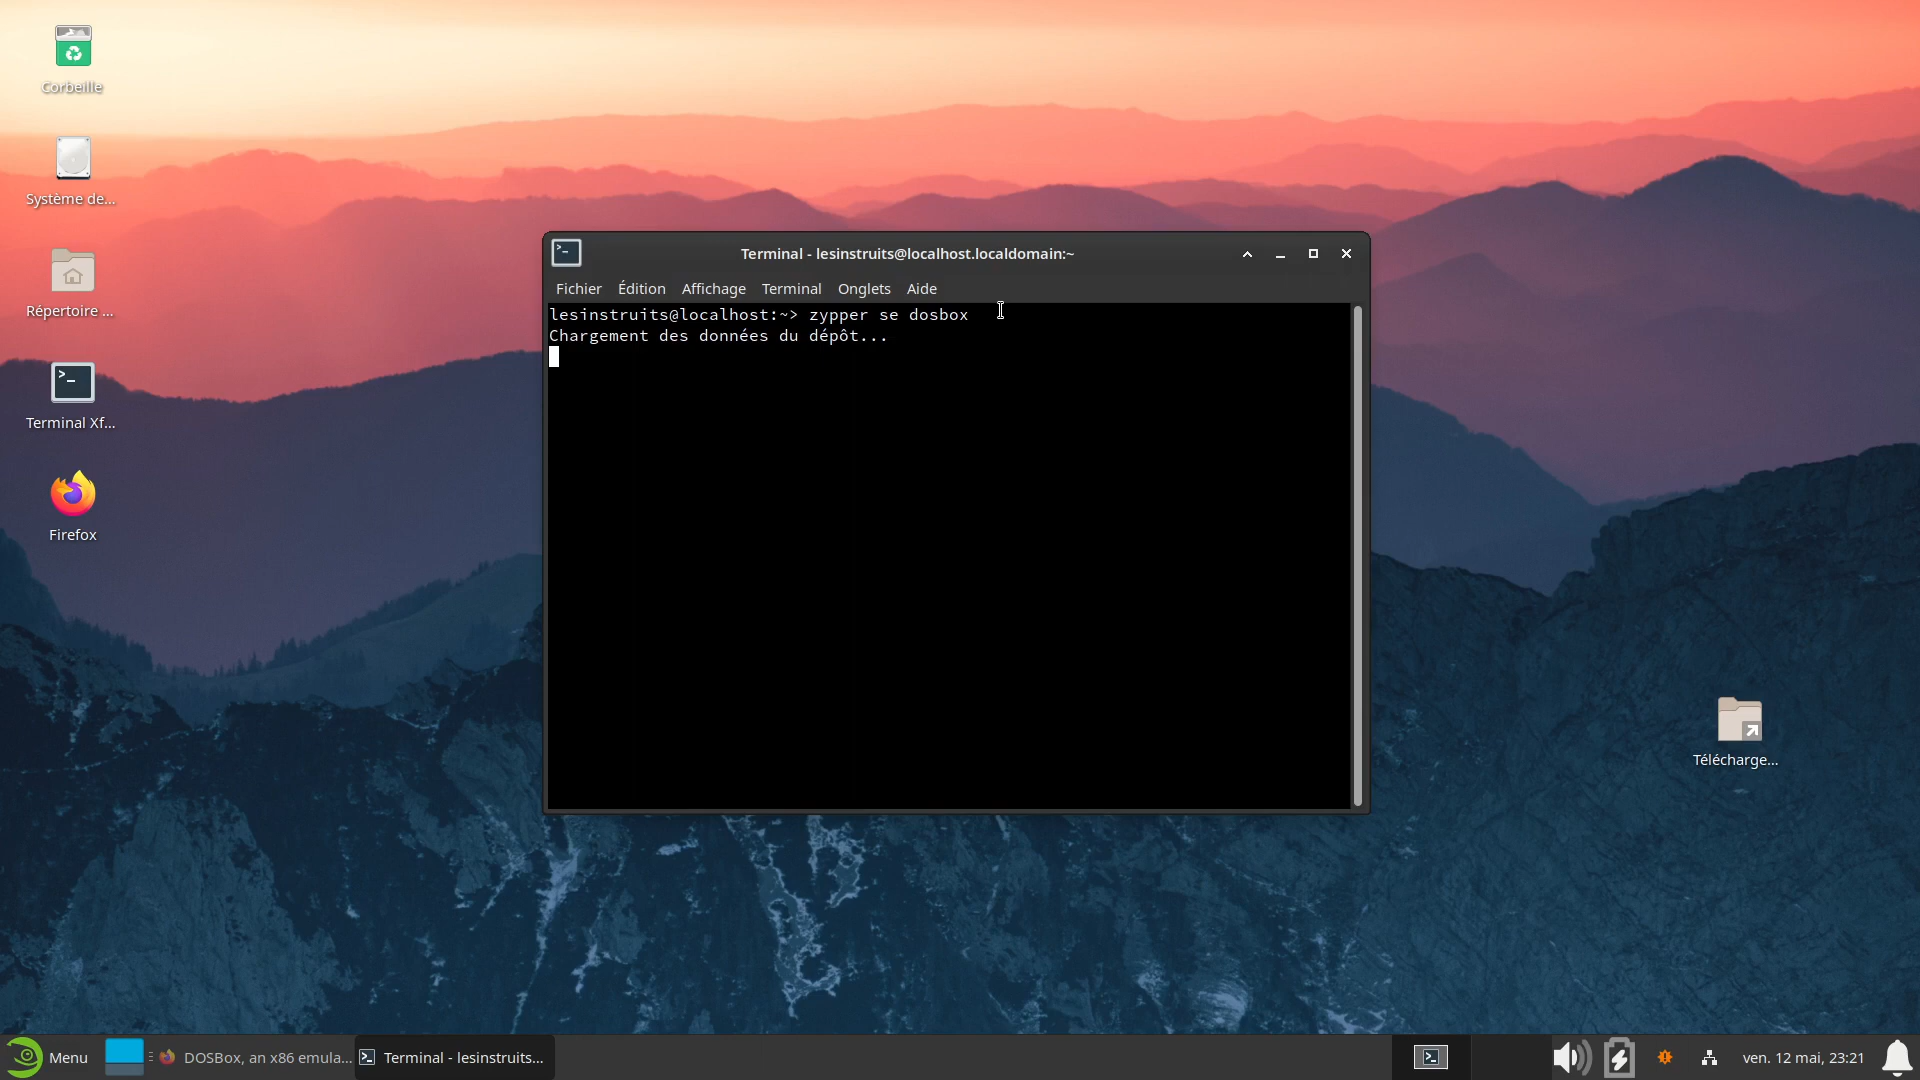 Corbeille
Système de...
Répertoire ...
Terminal Xf...
Firefox
Terminal - lesinstruits@localhost.localdomain:~
Fichier Édition Affichage Terminal Onglets Aide
lesinstruits@localhost:~> zypper se dosbox
Chargement des données du dépôt...
Télécharge...
Menu
DOSBox, an x86 emula...
Terminal - lesinstruits...
ven. 12 mai, 23:21